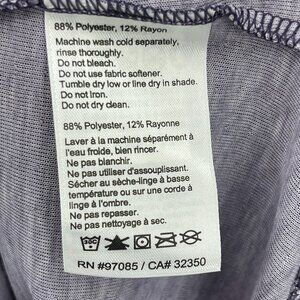 88% Polyester, 12% Rayon
Machine wash cold separately,
rinse thoroughly.
Do not bleach.
Do not use fabric softener.
Tumble dry low or line dry in shade.
Do not iron.
Do not dry clean.
88% Polyester, 12% Rayonne
Laver à la machine séparément à
l'eau froide, bien rincer.
Ne pas blanchir.
Ne pas utiliser d'assouplissant.
Sécher au sèche-linge à basse
température ou sur une corde à
linge à l'ombre.
Ne pas repasser.
Ne pas nettoyer à sec.
RN #97085 / CA# 32350